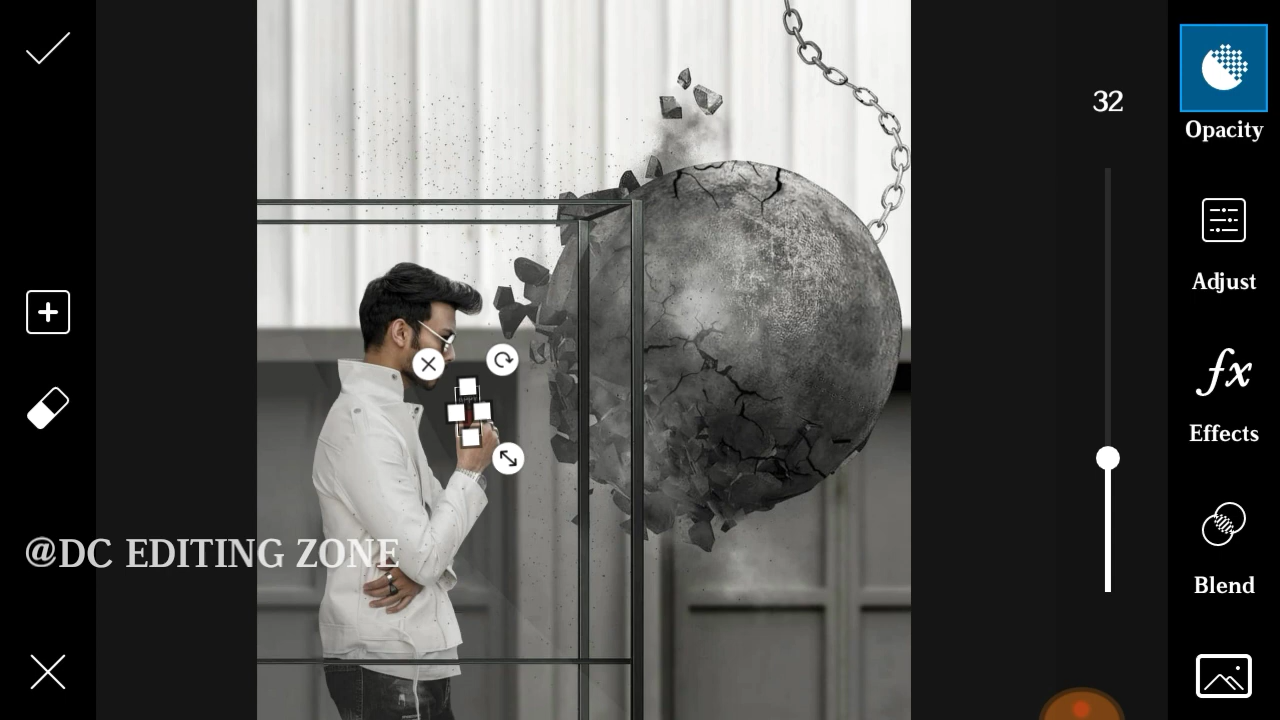 32
Opacity
Adjust
fx
Effects
@DC EDITING ZONE
Blend